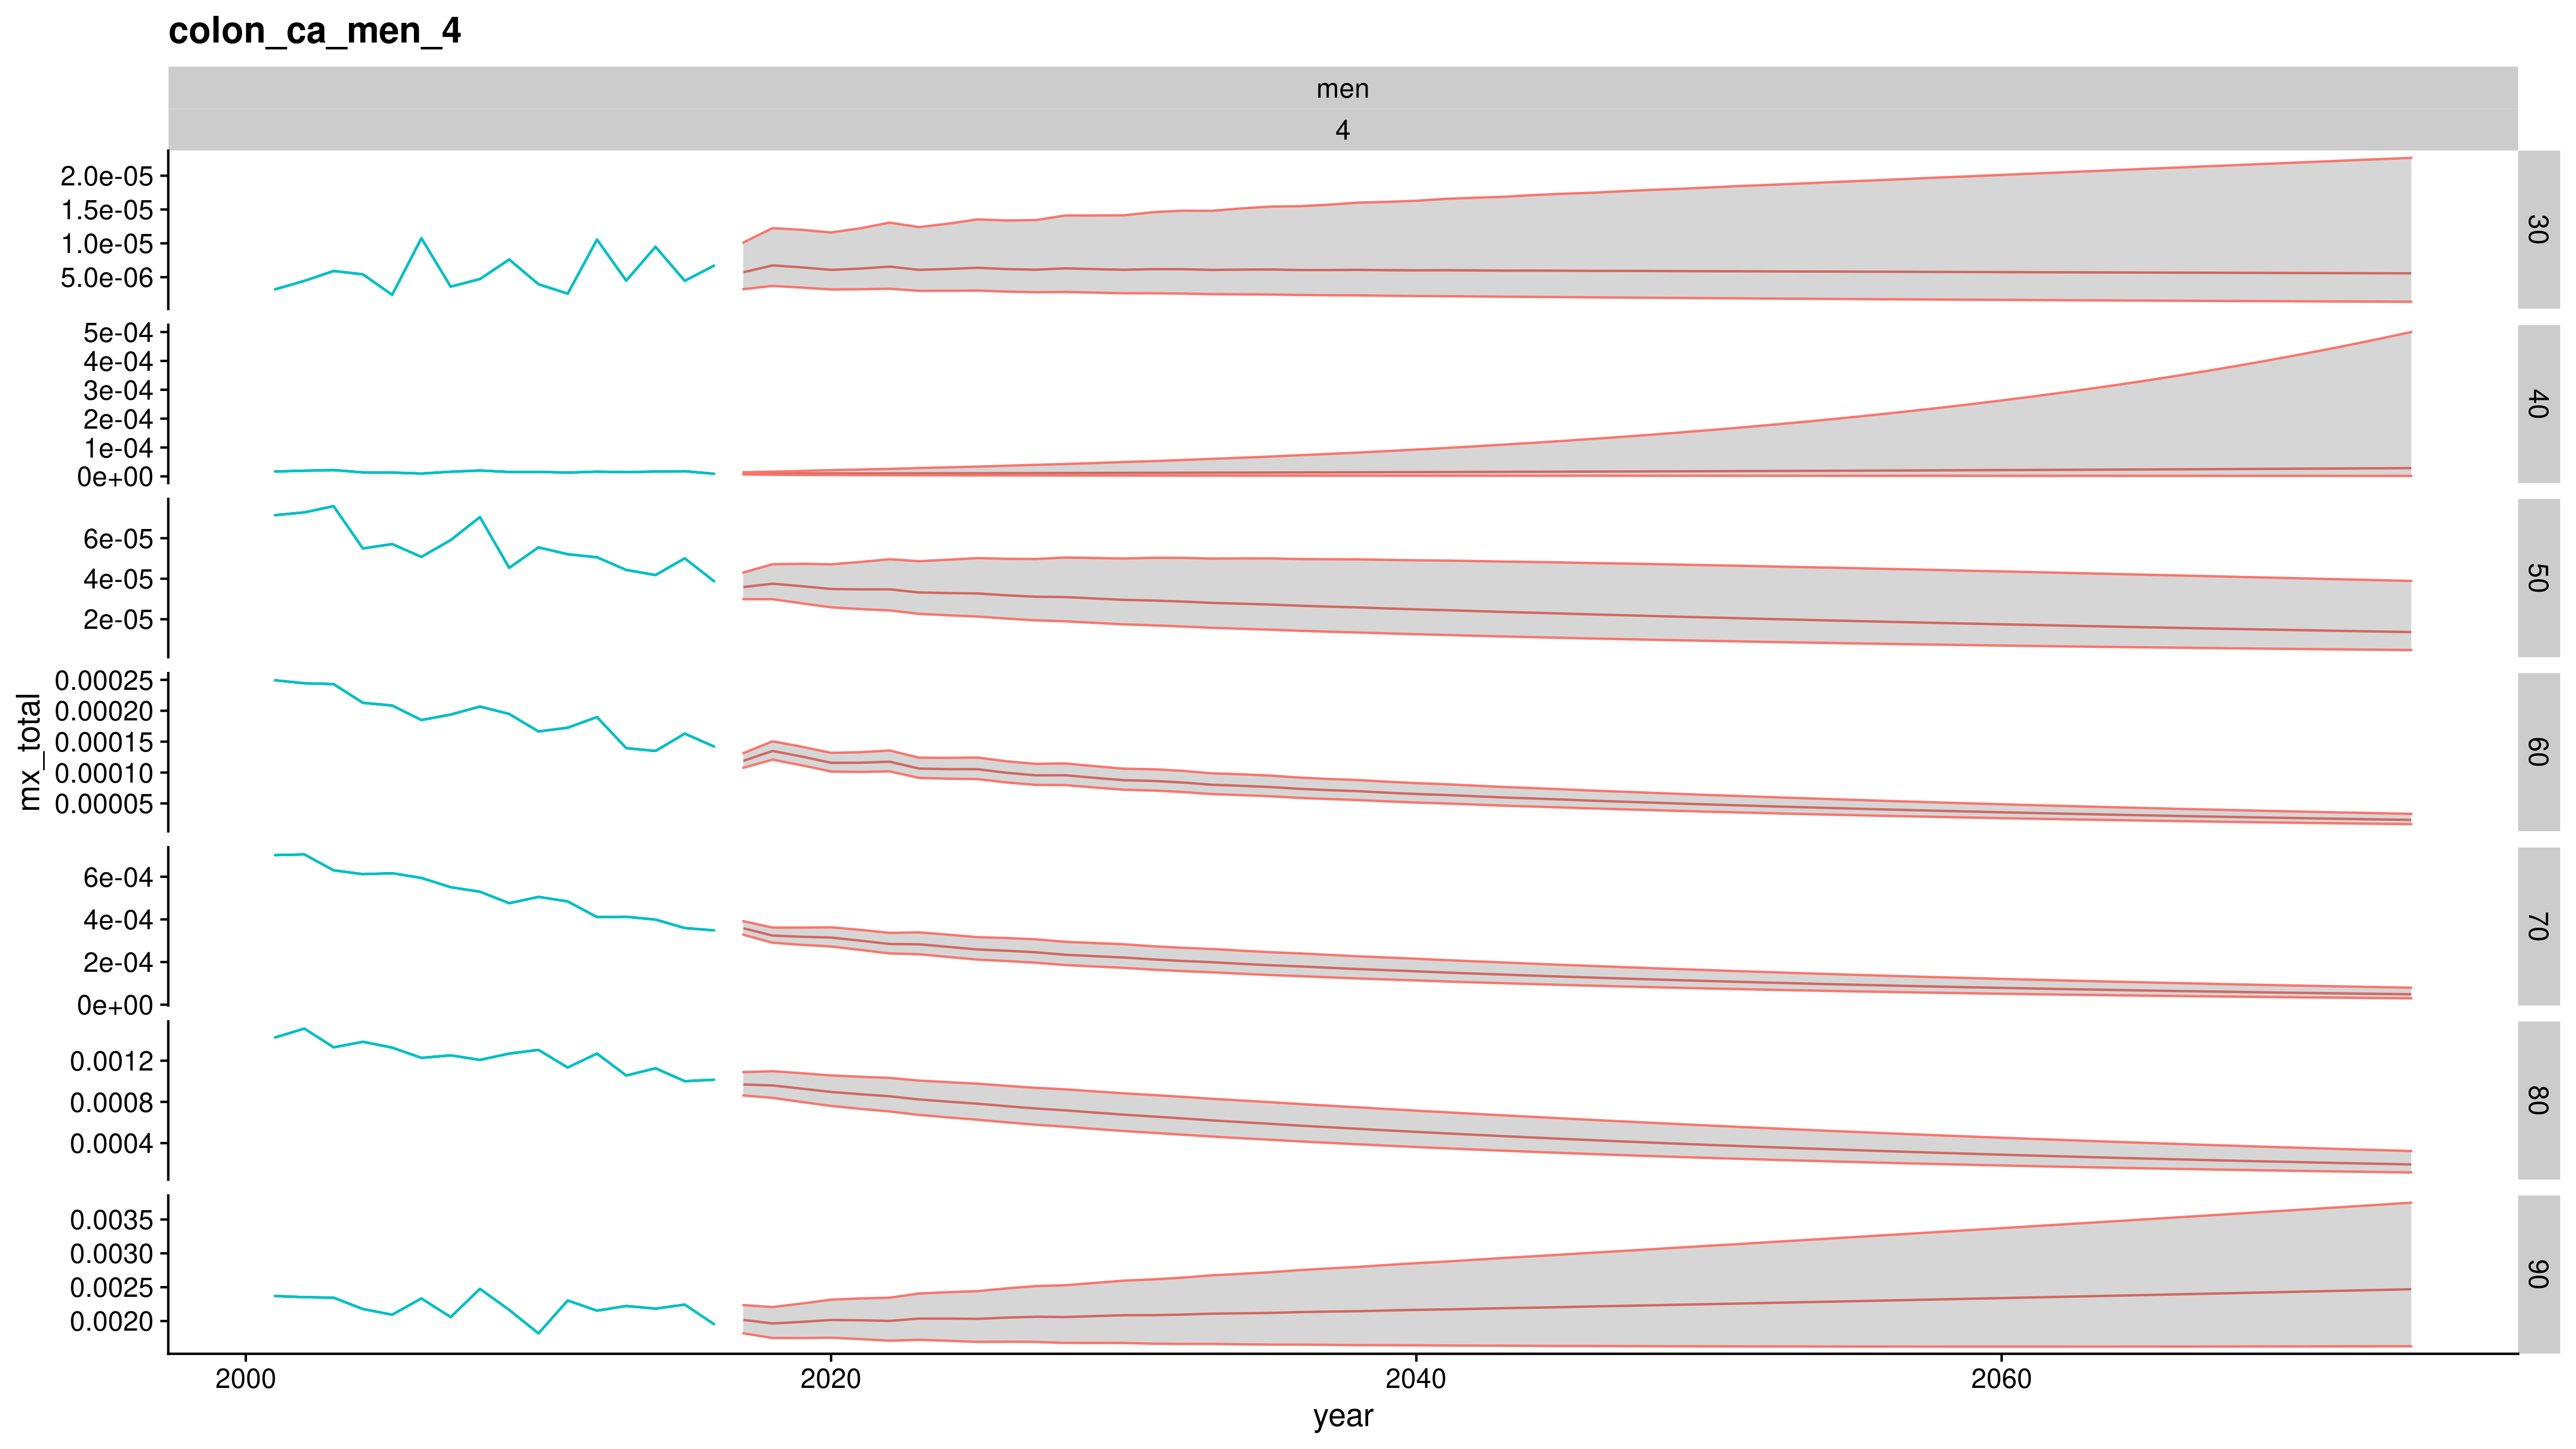 colon_ca_men_4
men
4
2.0e-05
1.5e-05
1.0e-05
5.0e-06
30
5e-04
4e-04
3e-04
2e-04
1e-04
0e+00
40
6e-05
4e-05
2e-05
50
0.00025
0.00020
0.00015
0.00010
0.00005
60
mx_total
6e-04
4e-04
2e-04
0e+00
70
0.0012
0.0008
0.0004
80
0.0035
0.0030
0.0025
0.0020
90
2000 2020 2040 2060
year